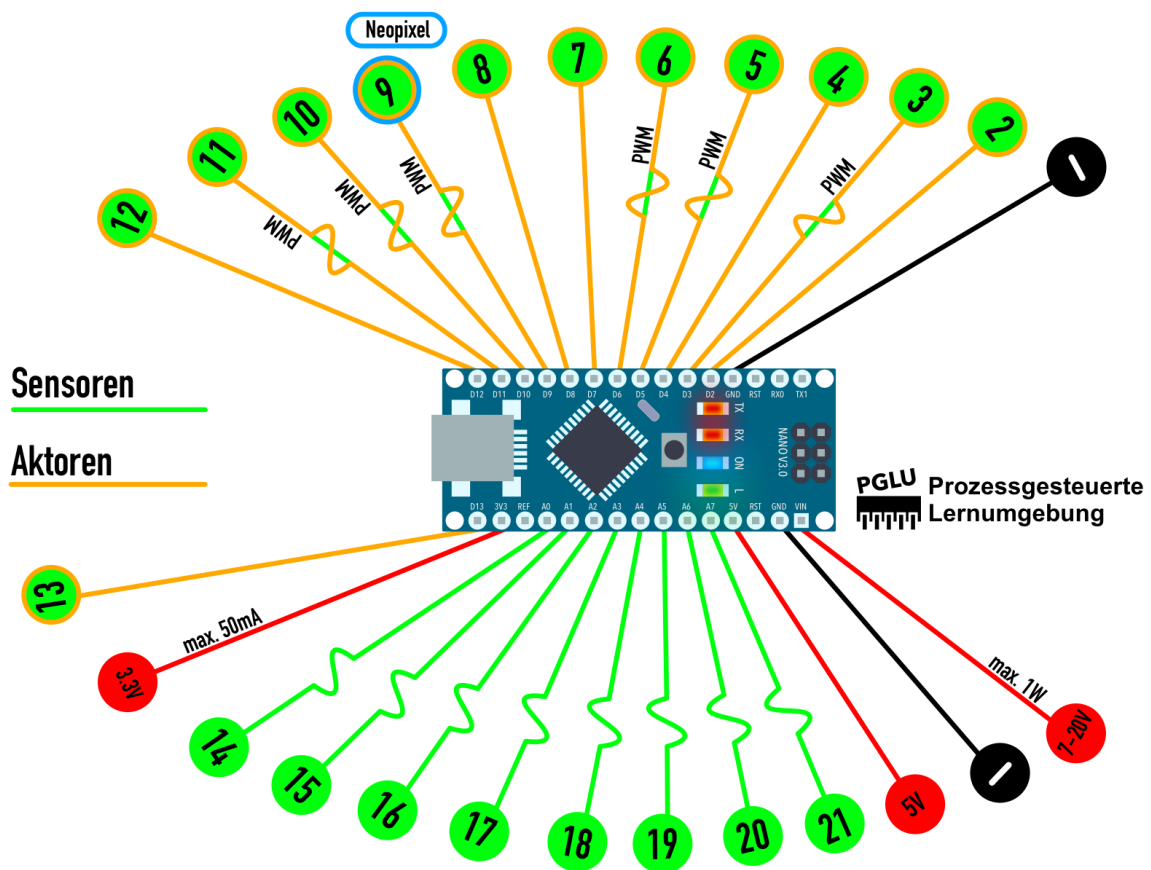 Neopixel
12
11
10
9
8
7
6
5
4
3
2
PWM
PWM
PWM
PWM
PWM
PWM
Sensoren
Aktoren
D12 D11 D10 D9 D8 D7 D6 D5 D4 D3 D2 GND RST RX0 TX1
TX
RX
ON
L
NANO V3.0
D13 3V3 REF A0 A1 A2 A3 A4 A5 A6 A7 5V RST GND VIN
PGLU
Prozessgesteuerte
Lernumgebung
13
3.3V
max. 50mA
14
15
16
17
18
19
20
21
5V
max. 1W
7-20V